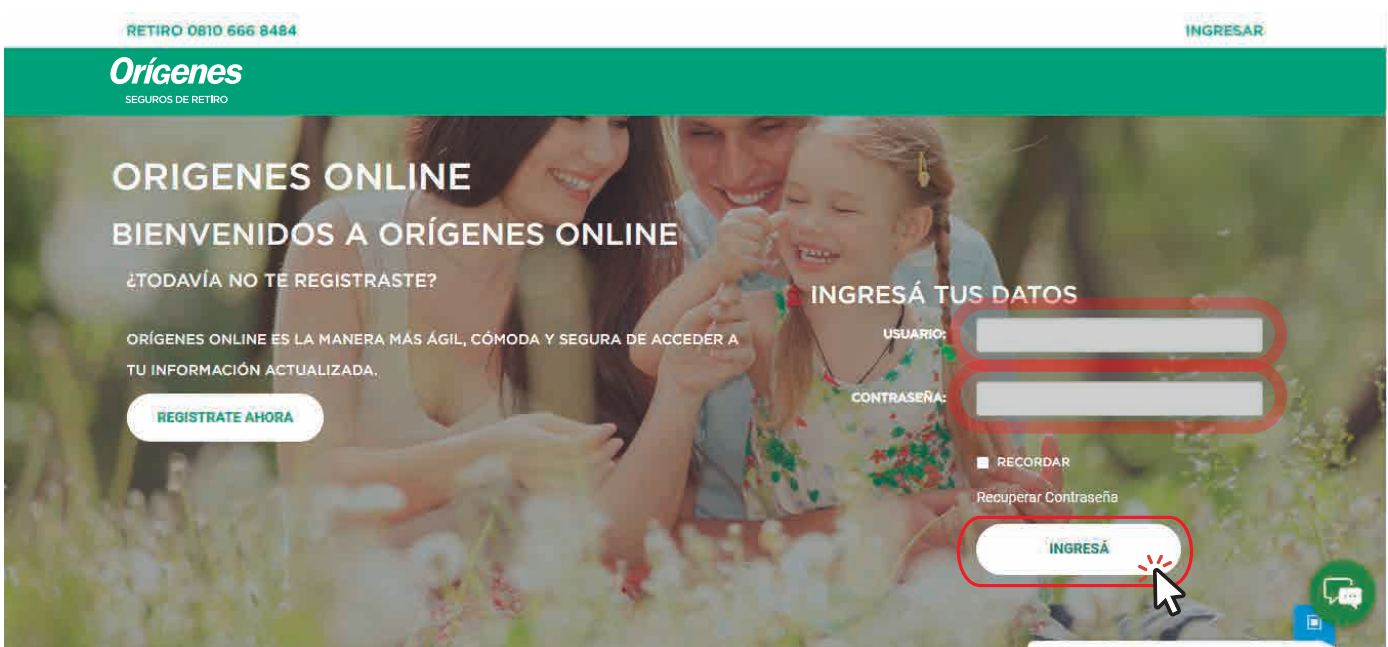 RETIRO 0810 666 8484
INGRESAR
Orígenes
SEGUROS DE RETIRO
ORIGENES ONLINE
BIENVENIDOS A ORÍGENES ONLINE
¿TODAVÍA NO TE REGISTRASTE?
ORÍGENES ONLINE ES LA MANERA MÁS ÁGIL, CÓMODA Y SEGURA DE ACCEDER A
TU INFORMACIÓN ACTUALIZADA.
REGISTRATE AHORA
INGRESÁ TUS DATOS
USUARIO:
CONTRASEÑA:
RECORDAR
Recuperar Contraseña
INGRESÁ